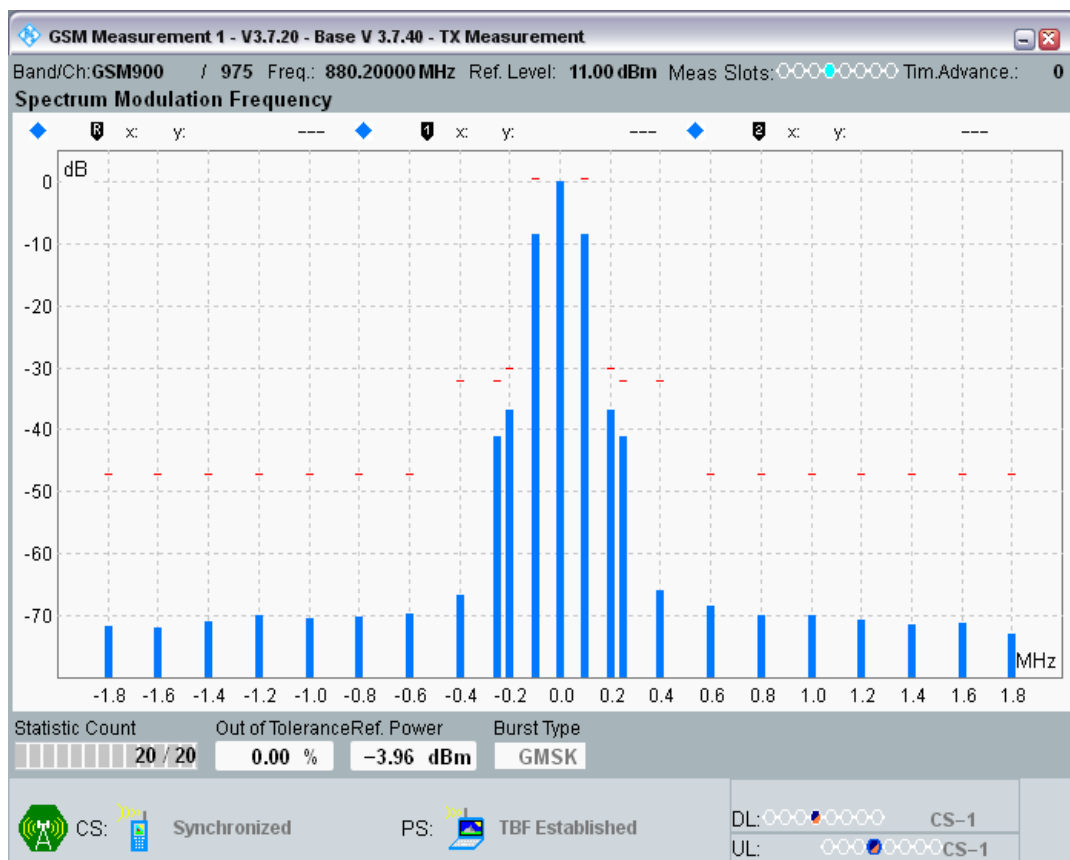 GSM Measurement 1 - V3.7.20 - Base V 3.7.40 - TX Measurement
Band/Ch:GSM900 / 975 Freq.: 880.20000 MHz Ref. Level: 11.00 dBm Meas Slots: Tim.Advance.: 0
Spectrum Modulation Frequency
R x: y: --- 1 x: y: --- 2 x: y: ---
dB
0
-10
-20
-30
-40
-50
-60
-70
MHz
-1.8 -1.6 -1.4 -1.2 -1.0 -0.8 -0.6 -0.4 -0.2 0.0 0.2 0.4 0.6 0.8 1.0 1.2 1.4 1.6 1.8
Statistic Count Out of Tolerance Ref. Power Burst Type
20 / 20 0.00 % −3.96 dBm GMSK
CS: Synchronized PS: TBF Established
DL: CS−1
UL: CS−1